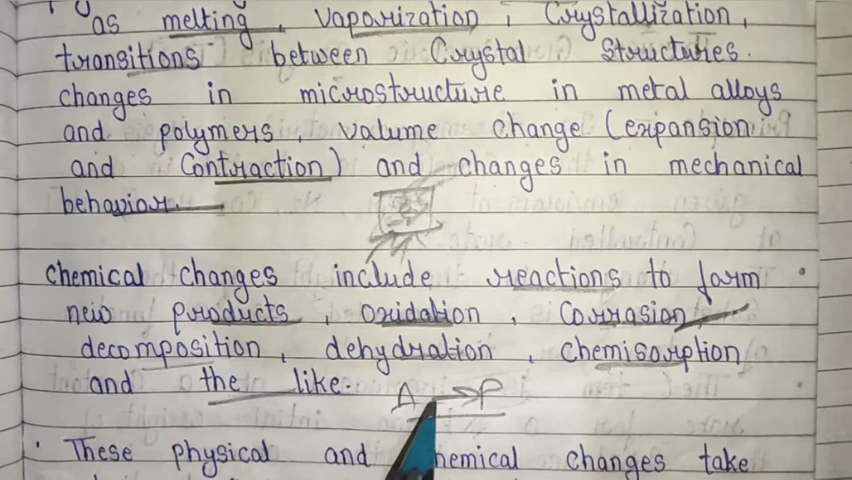 as melting, vaporization, Crystallization,
transitions between Crystal Structures.
changes in microstructure in metal alloys
and polymers, valume change (expansion
and Contraction) and changes in mechanical
behavior.
chemical changes include reactions to form
new products, oxidation, Corrasion,
decomposition, dehydration, chemisorption
and the like.
A → P
• These physical and hemical changes take